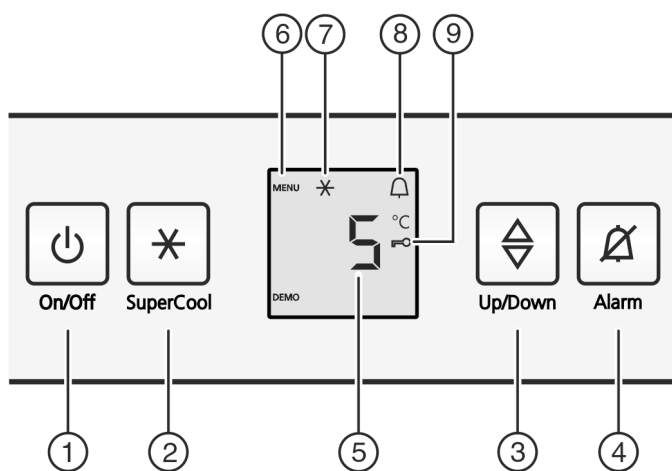 6 7 8 9
MENU
°C
5
DEMO
On/Off SuperCool Up/Down Alarm
1 2 5 3 4